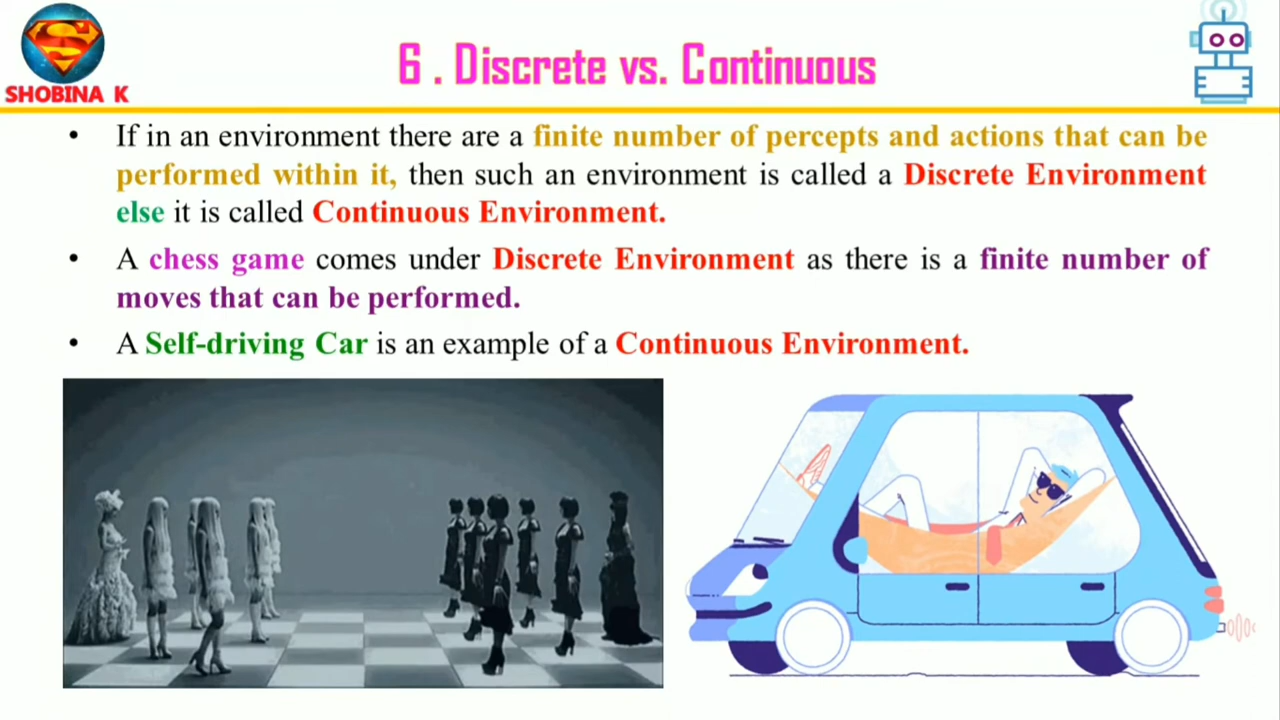 SHOBINA K
6 . Discrete vs. Continuous
• If in an environment there are a finite number of percepts and actions that can be
performed within it, then such an environment is called a Discrete Environment
else it is called Continuous Environment.
• A chess game comes under Discrete Environment as there is a finite number of
moves that can be performed.
• A Self-driving Car is an example of a Continuous Environment.